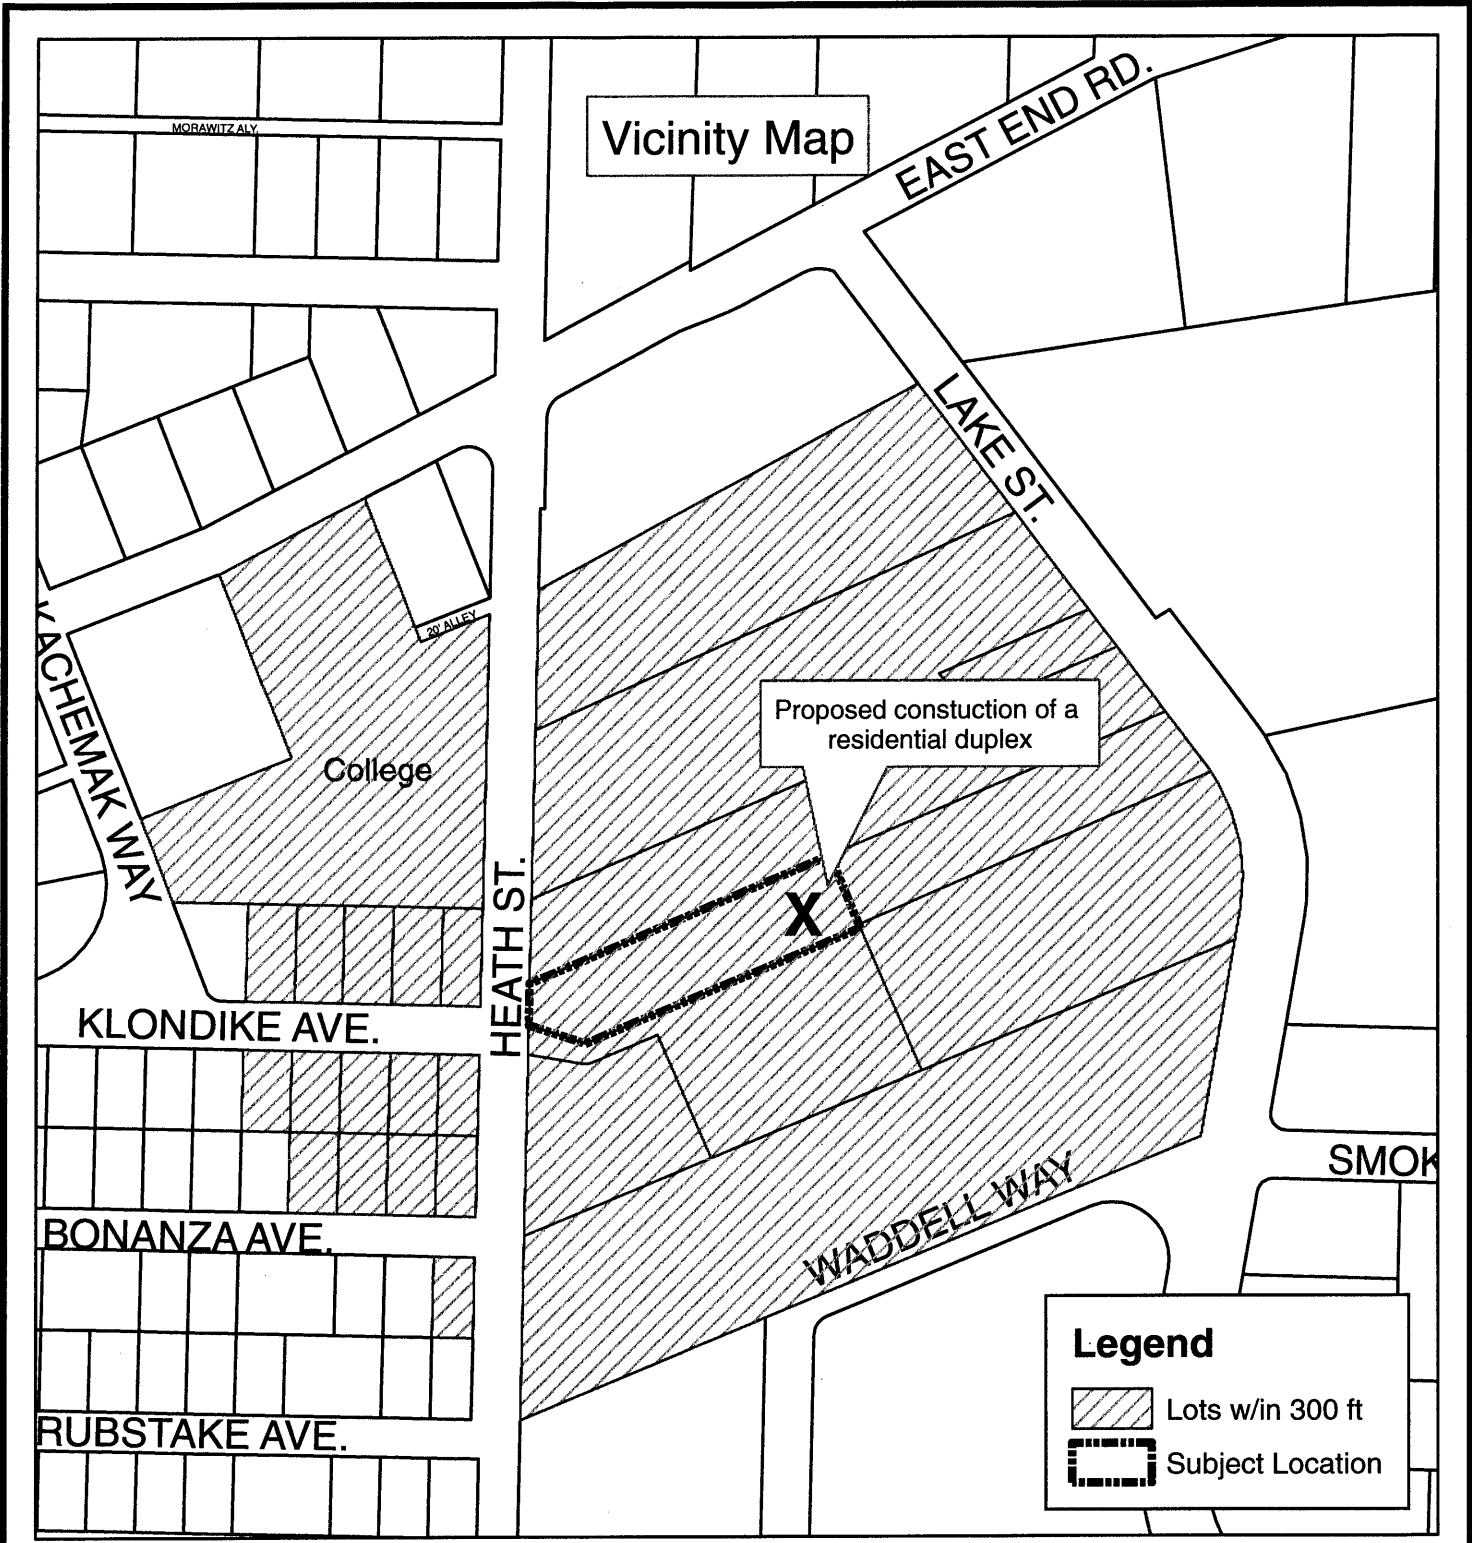 MORAWITZ ALY
Vicinity Map
EAST END RD.
LAKE ST.
20' ALLEY
KACHEMAK WAY
Proposed constuction of a
residential duplex
College
HEATH ST.
X
KLONDIKE AVE.
SMOK
WADDELL WAY
BONANZA AVE.
Legend
Lots w/in 300 ft
RUBSTAKE AVE.
Subject Location